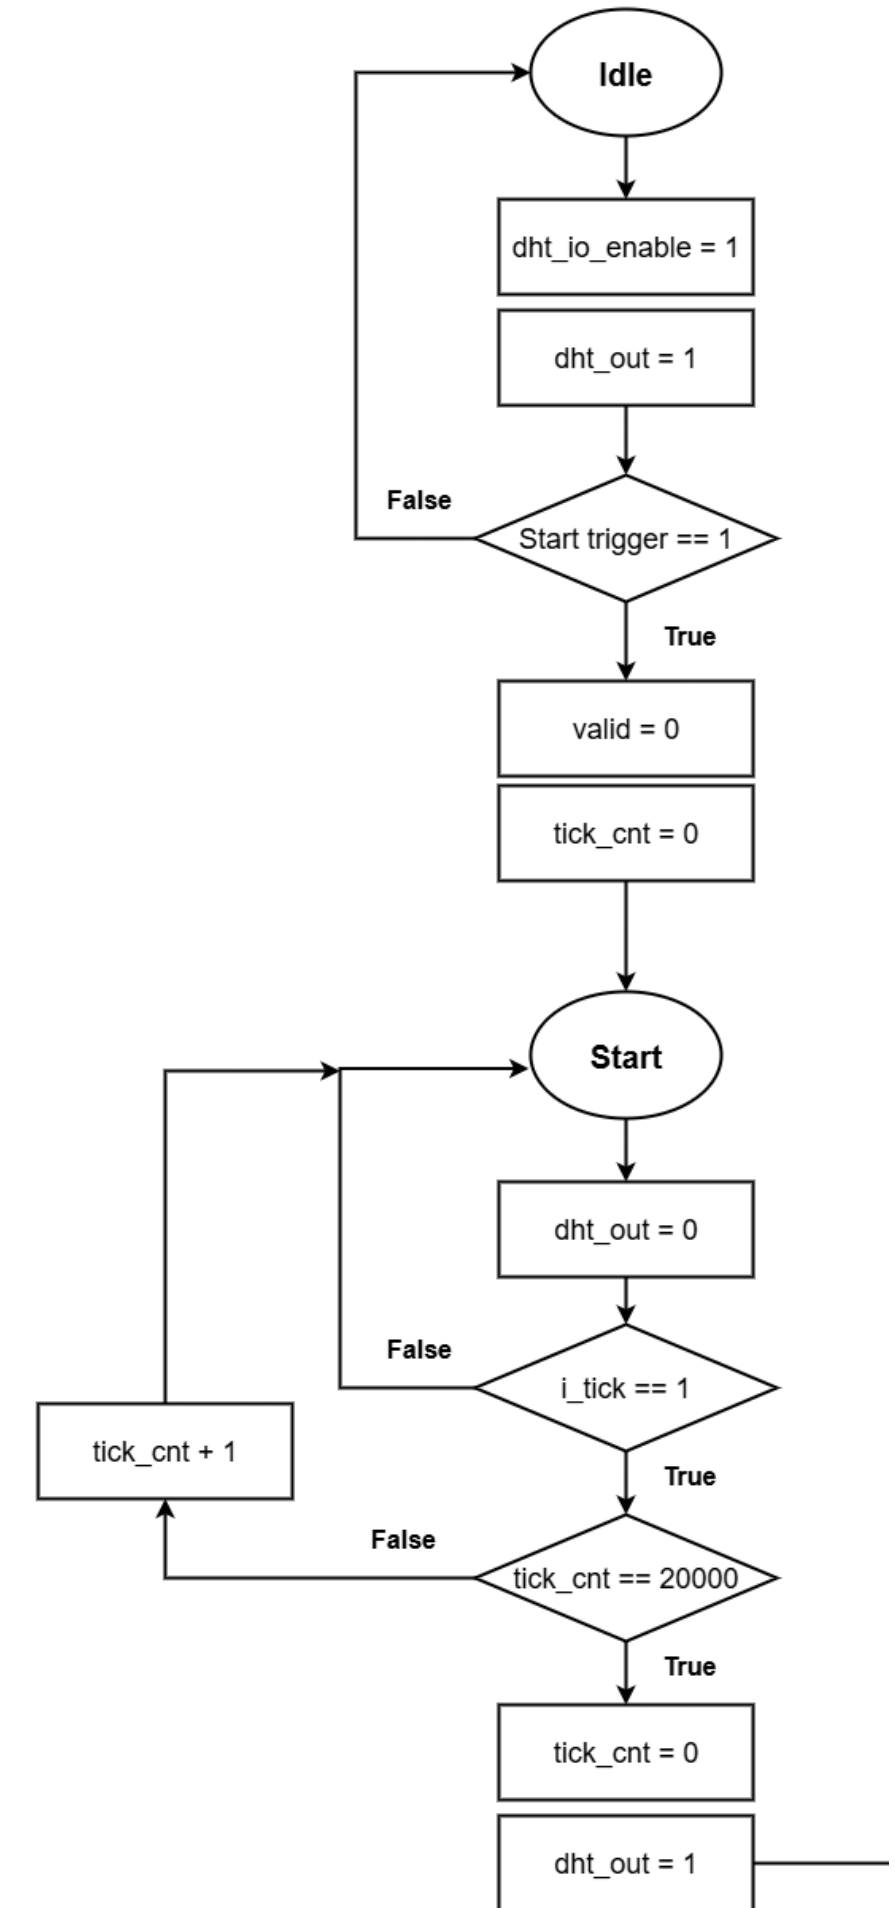 Idle
dht_io_enable = 1
dht_out = 1
False
Start trigger == 1
True
valid = 0
tick_cnt = 0
Start
dht_out = 0
False
i_tick == 1
tick_cnt + 1
True
False
tick_cnt == 20000
True
tick_cnt = 0
dht_out = 1